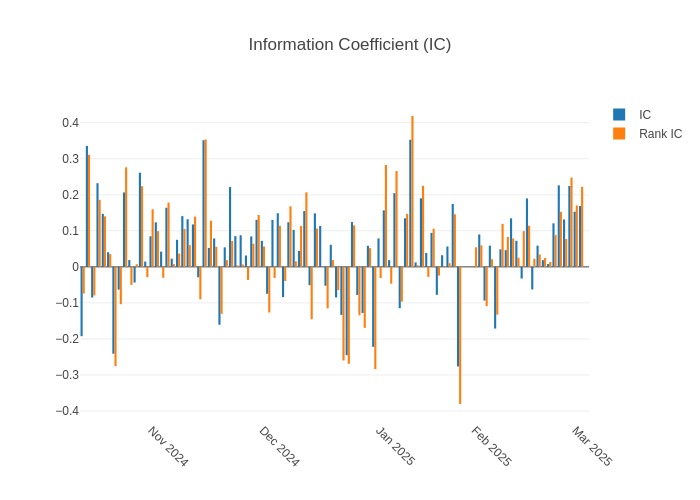 Information Coefficient (IC)
IC
Rank IC
0.4
0.3
0.2
0.1
0
−0.1
−0.2
−0.3
−0.4
Nov 2024
Dec 2024
Jan 2025
Feb 2025
Mar 2025